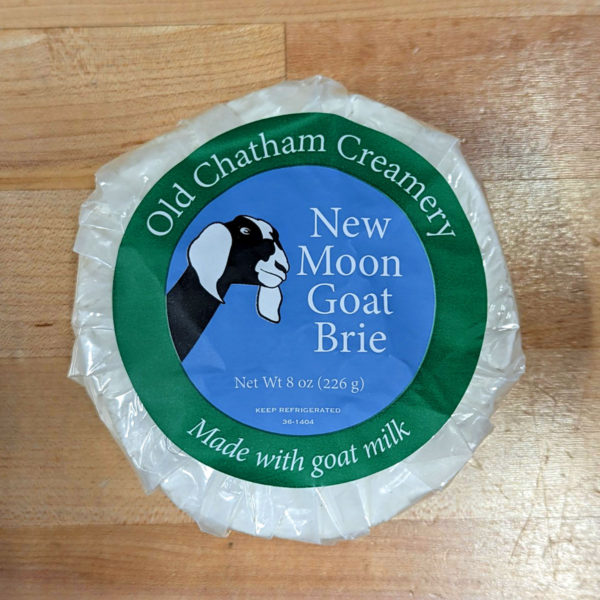 Old Chatham Creamery
New
Moon
Goat
Brie
Net Wt 8 oz (226 g)
KEEP REFRIGERATED
36-1404
Made with goat milk